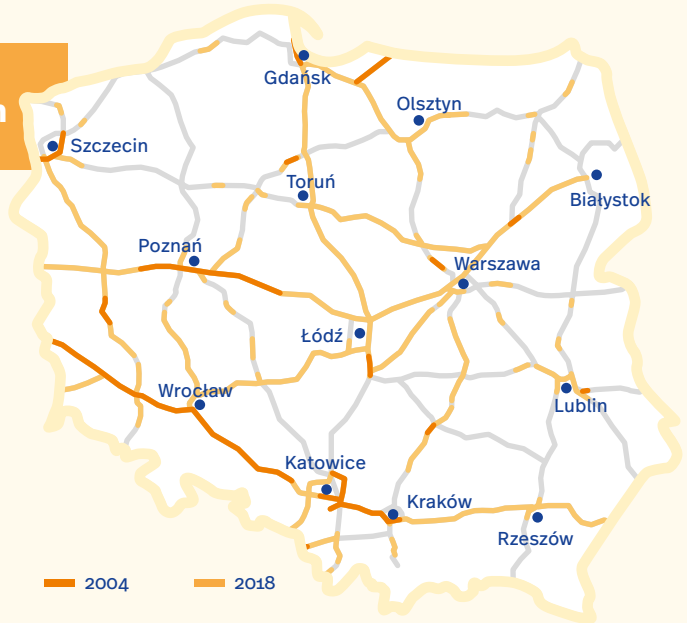 Gdańsk
Olsztyn
Szczecin
Toruń
Białystok
Poznań
Warszawa
Łódź
Wrocław
Lublin
Katowice
Kraków
Rzeszów
2004
2018